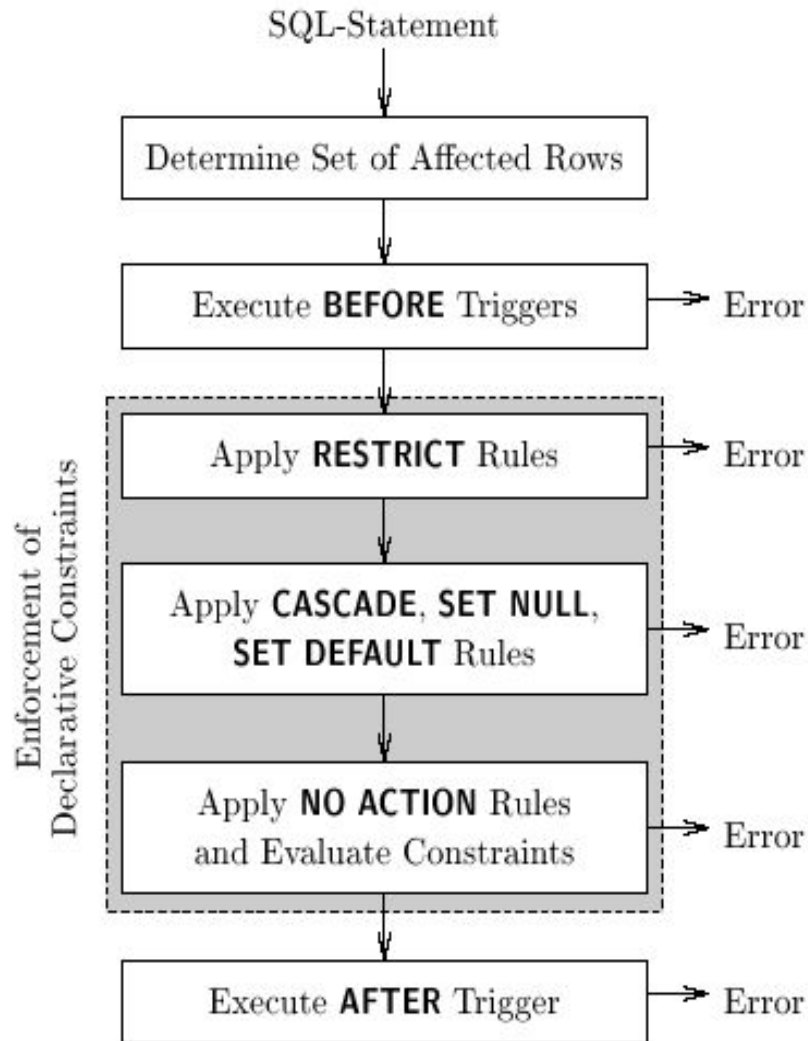 SQL-Statement
Determine Set of Affected Rows
Execute BEFORE Triggers
Error
Enforcement of
Declarative Constraints
Apply RESTRICT Rules
Error
Apply CASCADE, SET NULL,
SET DEFAULT Rules
Error
Apply NO ACTION Rules
and Evaluate Constraints
Error
Execute AFTER Trigger
Error